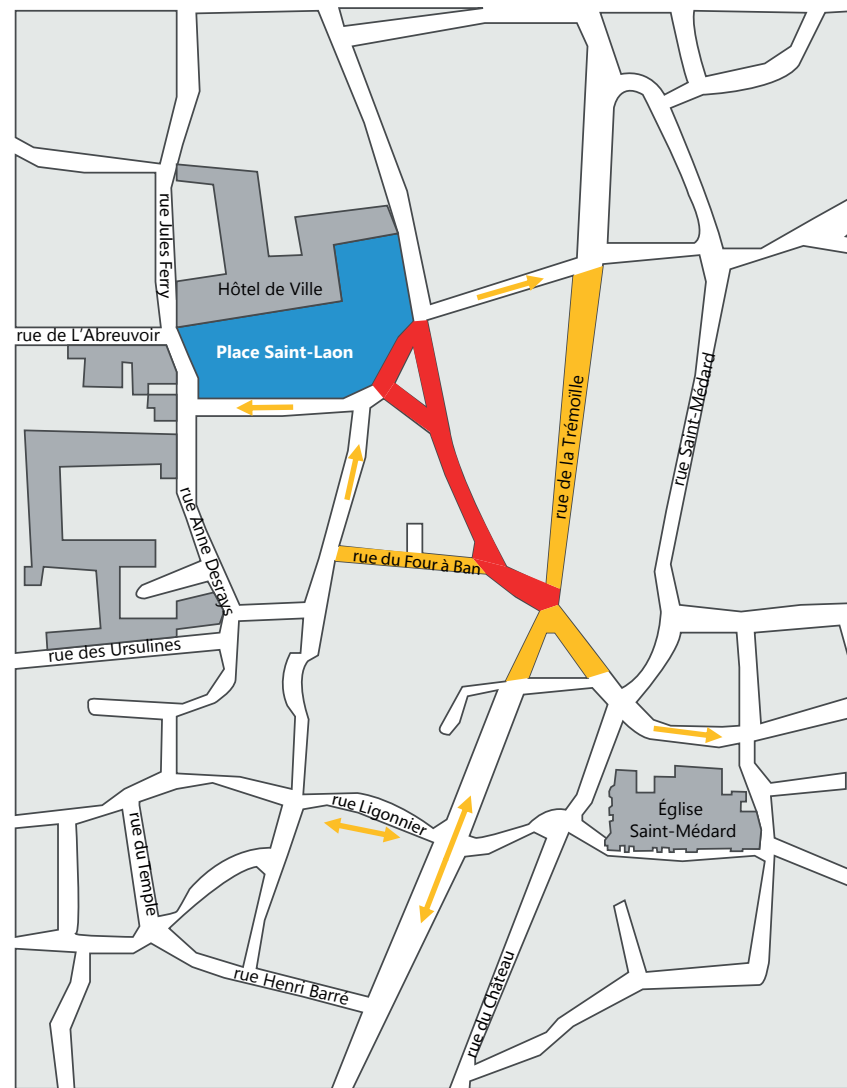 rue Jules Ferry
Hôtel de Ville
rue de L'Abreuvoir
Place Saint-Laon
rue de la Trémoïlle
rue Saint-Médard
rue Anne Desrays
rue du Four à Ban
rue des Ursulines
rue Ligonnier
Église
Saint-Médard
rue du Temple
rue Henri Barré
rue du Château